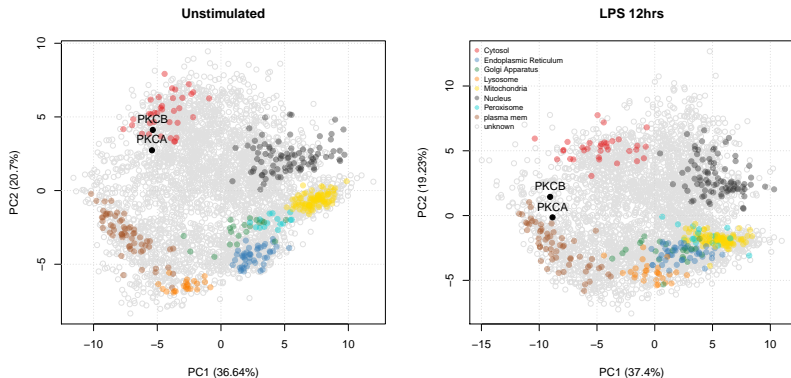 Unstimulated
10
5
0
−5
PC2 (20.7%)
PKCB
PKCA
−10
−5
0
5
10
PC1 (36.64%)
LPS 12hrs
10
5
0
−5
PC2 (19.23%)
Cytosol
Endoplasmic Reticulum
Golgi Apparatus
Lysosome
Mitochondria
Nucleus
Peroxisome
plasma mem
unknown
PKCB
PKCA
−15
−10
−5
0
5
10
PC1 (37.4%)